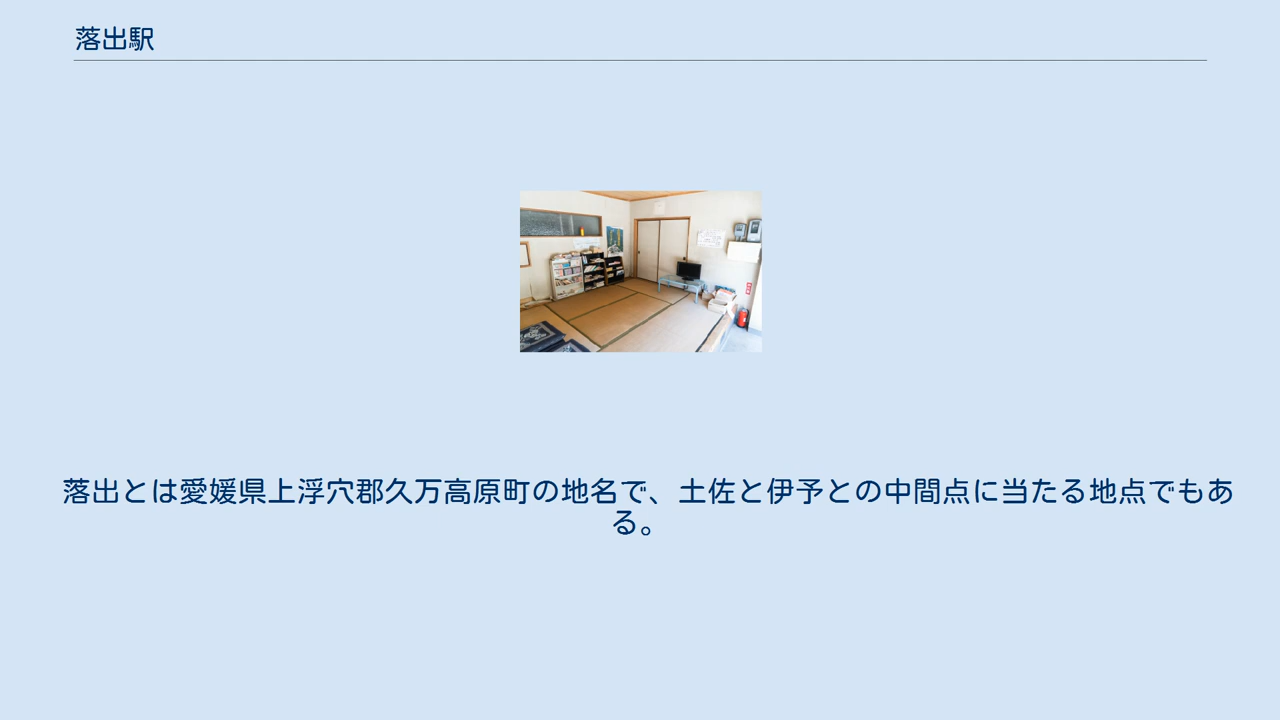 落出駅
落出とは愛媛県上浮穴郡久万高原町の地名で、土佐と伊予との中間点に当たる地点でもあ
る。